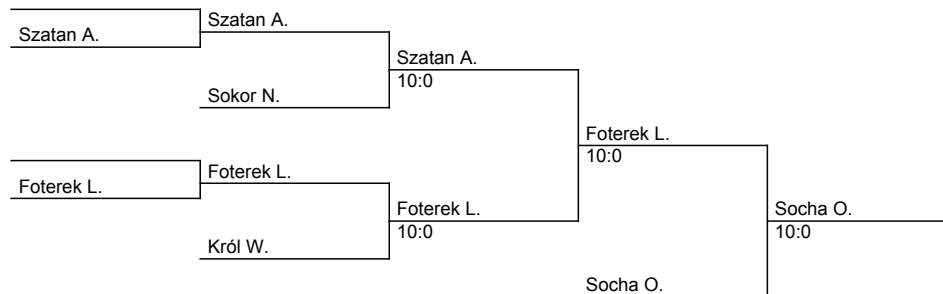 Szatan A.
Szatan A.
Sokor N.
Szatan A.
10:0
Foterek L.
Foterek L.
Król W.
Foterek L.
10:0
Foterek L.
10:0
Socha O.
Socha O.
10:0